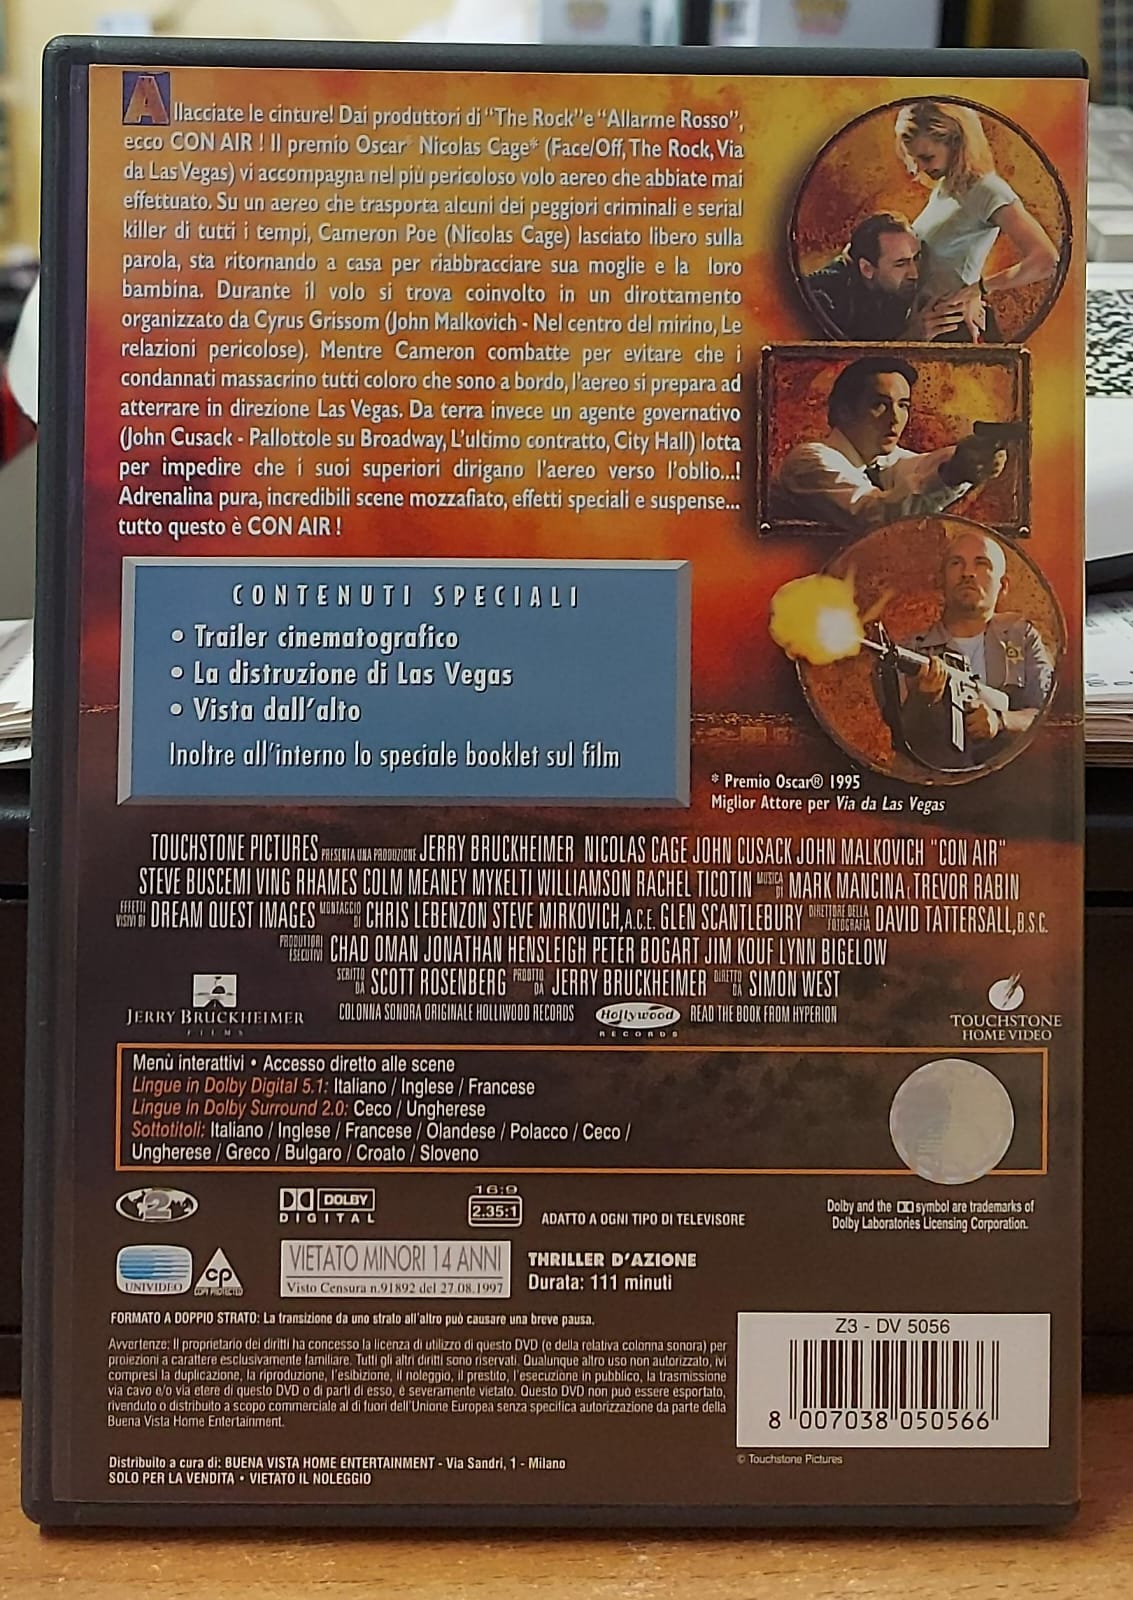 Allacciate le cinture! Dai produttori di "The Rock"e "Allarme Rosso",
ecco CON AIR ! Il premio Oscar* Nicolas Cage* (Face/Off, The Rock, Via
da Las Vegas) vi accompagna nel più pericoloso volo aereo che abbiate mai
effettuato. Su un aereo che trasporta alcuni dei peggiori criminali e serial
killer di tutti i tempi, Cameron Poe (Nicolas Cage) lasciato libero sulla
parola, sta ritornando a casa per riabbracciare sua moglie e la loro
bambina. Durante il volo si trova coinvolto in un dirottamento
organizzato da Cyrus Grissom (John Malkovich - Nel centro del mirino, Le
relazioni pericolose). Mentre Cameron combatte per evitare che i
condannati massacrino tutti coloro che sono a bordo, l'aereo si prepara ad
atterrare in direzione Las Vegas. Da terra invece un agente governativo
(John Cusack - Pallottole su Broadway, L'ultimo contratto, City Hall) lotta
per impedire che i suoi superiori dirigano l'aereo verso l'oblio...!
Adrenalina pura, incredibili scene mozzafiato, effetti speciali e suspense...
tutto questo è CON AIR !
CONTENUTI SPECIALI
• Trailer cinematografico
• La distruzione di Las Vegas
• Vista dall'alto
Inoltre all'interno lo speciale booklet sul film
* Premio Oscar® 1995
Miglior Attore per Via da Las Vegas
TOUCHSTONE PICTURES PRESENTA UNA PRODUZIONE JERRY BRUCKHEIMER NICOLAS CAGE JOHN CUSACK JOHN MALKOVICH "CON AIR"
STEVE BUSCEMI VING RHAMES COLM MEANEY MYKELTI WILLIAMSON RACHEL TICOTIN MUSICA DI MARK MANCINA E TREVOR RABIN
EFFETTI VISIVI DI DREAM QUEST IMAGES MONTAGGIO DI CHRIS LEBENZON STEVE MIRKOVICH, A.C.E. GLEN SCANTLEBURY DIRETTORE DELLA FOTOGRAFIA DAVID TATTERSALL, B.S.C.
PRODUTTORI ESECUTIVI CHAD OMAN JONATHAN HENSLEIGH PETER BOGART JIM KOUF LYNN BIGELOW
SCRITTO DA SCOTT ROSENBERG PRODOTTO DA JERRY BRUCKHEIMER DIRETTO DA SIMON WEST
JERRY BRUCKHEIMER
FILMS
COLONNA SONORA ORIGINALE HOLLIWOOD RECORDS
Hollywood
RECORDS
READ THE BOOK FROM HYPERION
TOUCHSTONE
HOME VIDEO
Menù interattivi • Accesso diretto alle scene
Lingue in Dolby Digital 5.1: Italiano / Inglese / Francese
Lingue in Dolby Surround 2.0: Ceco / Ungherese
Sottotitoli: Italiano / Inglese / Francese / Olandese / Polacco / Ceco /
Ungherese / Greco / Bulgaro / Croato / Sloveno
2
DOLBY
DIGITAL
16:9
2.35:1
ADATTO A OGNI TIPO DI TELEVISORE
Dolby and the symbol are trademarks of
Dolby Laboratories Licensing Corporation.
UNIVIDEO
CP
COPY PROTECTED
VIETATO MINORI 14 ANNI
Visto Censura n.91892 del 27.08.1997
THRILLER D'AZIONE
Durata: 111 minuti
FORMATO A DOPPIO STRATO: La transizione da uno strato all'altro può causare una breve pausa.
Avvertenze: Il proprietario dei diritti ha concesso la licenza di utilizzo di questo DVD (e della relativa colonna sonora) per
proiezioni a carattere esclusivamente familiare. Tutti gli altri diritti sono riservati. Qualunque altro uso non autorizzato, ivi
compresi la duplicazione, la riproduzione, l'esibizione, il noleggio, il prestito, l'esecuzione in pubblico, la trasmissione
via cavo e/o via etere di questo DVD o di parti di esso, è severamente vietato. Questo DVD non può essere esportato,
rivenduto o distribuito a scopo commerciale al di fuori dell'Unione Europea senza specifica autorizzazione da parte della
Buena Vista Home Entertainment.
Z3 - DV 5056
8 007038 050566
© Touchstone Pictures
Distribuito a cura di: BUENA VISTA HOME ENTERTAINMENT - Via Sandri, 1 - Milano
SOLO PER LA VENDITA • VIETATO IL NOLEGGIO